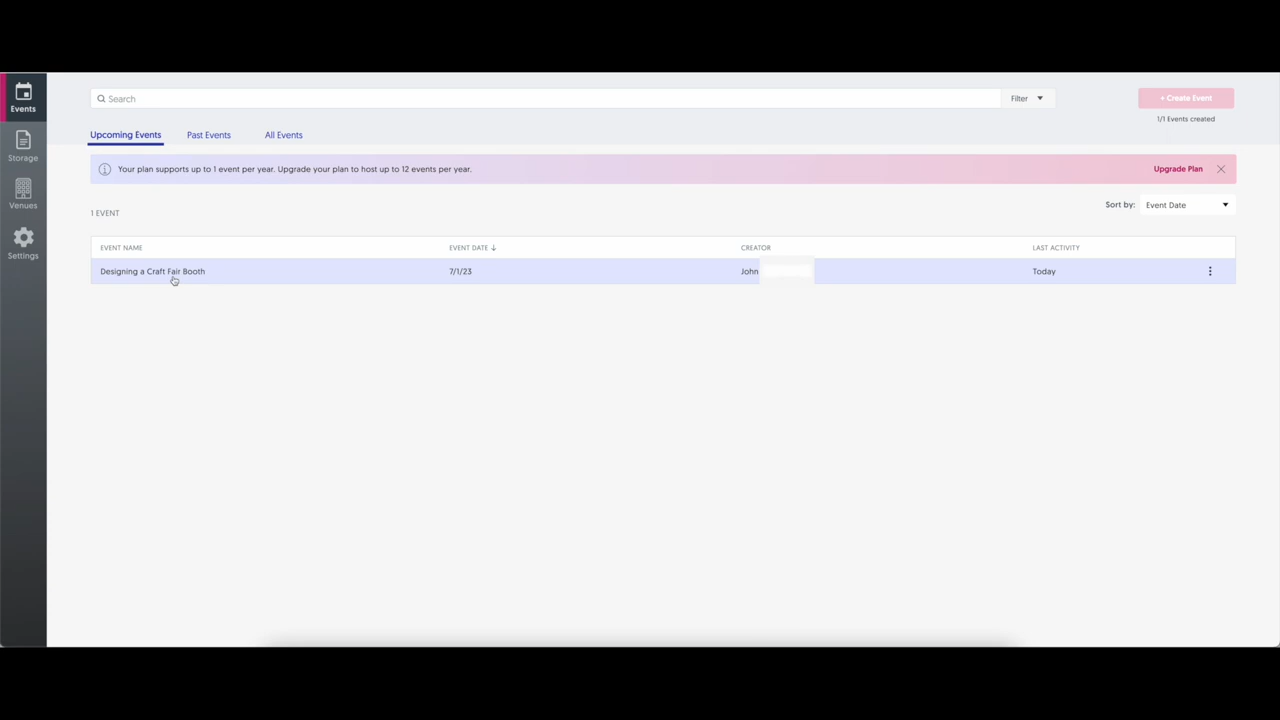 Events
Storage
Venues
Settings
Search
Filter
+ Create Event
1/1 Events created
Upcoming Events
Past Events
All Events
Your plan supports up to 1 event per year. Upgrade your plan to host up to 12 events per year.
Upgrade Plan
1 EVENT
Sort by:
Event Date
EVENT NAME
EVENT DATE
CREATOR
LAST ACTIVITY
Designing a Craft Fair Booth
7/1/23
John
Today